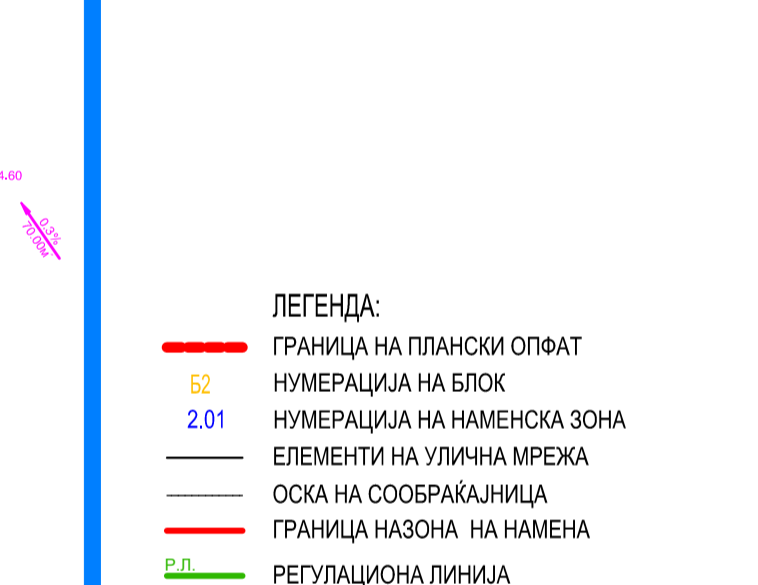 4.60
0.3%
70.00м'
ЛЕГЕНДА:
ГРАНИЦА НА ПЛАНСКИ ОПФАТ
Б2 НУМЕРАЦИЈА НА БЛОК
2.01 НУМЕРАЦИЈА НА НАМЕНСКА ЗОНА
ЕЛЕМЕНТИ НА УЛИЧНА МРЕЖА
ОСКА НА СООБРАЌАЈНИЦА
ГРАНИЦА НАЗОНА  НА НАМЕНА
Р.Л. РЕГУЛАЦИОНА ЛИНИЈА